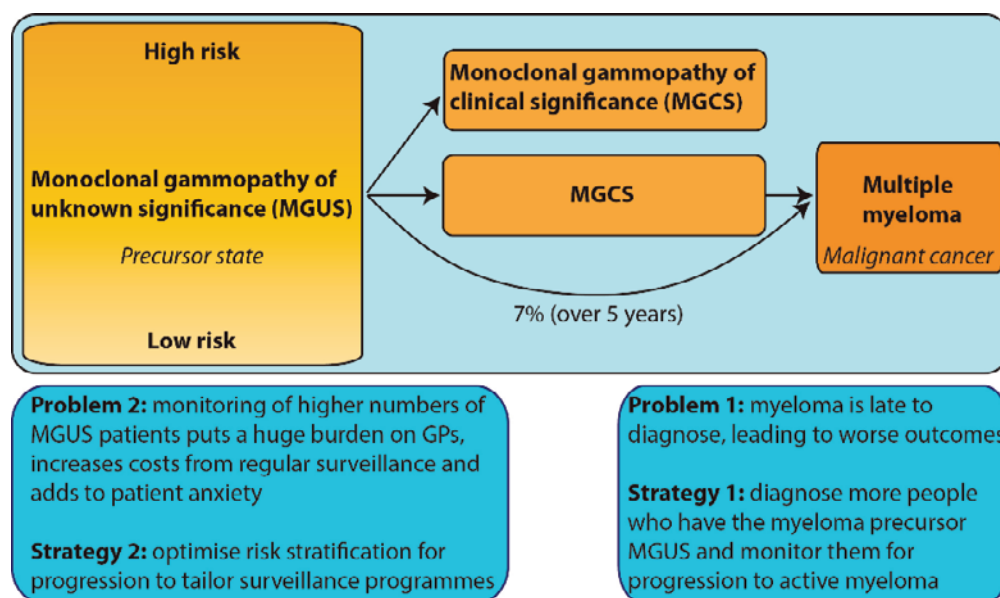 High risk
Monoclonal gammopathy of
unknown significance (MGUS)
Precursor state
Low risk
Monoclonal gammopathy of
clinical significance (MGCS)
MGCS
Multiple
myeloma
Malignant cancer
7% (over 5 years)
Problem 2: monitoring of higher numbers of
MGUS patients puts a huge burden on GPs,
increases costs from regular surveillance and
adds to patient anxiety
Strategy 2: optimise risk stratification for
progression to tailor surveillance programmes
Problem 1: myeloma is late to
diagnose, leading to worse outcomes
Strategy 1: diagnose more people
who have the myeloma precursor
MGUS and monitor them for
progression to active myeloma